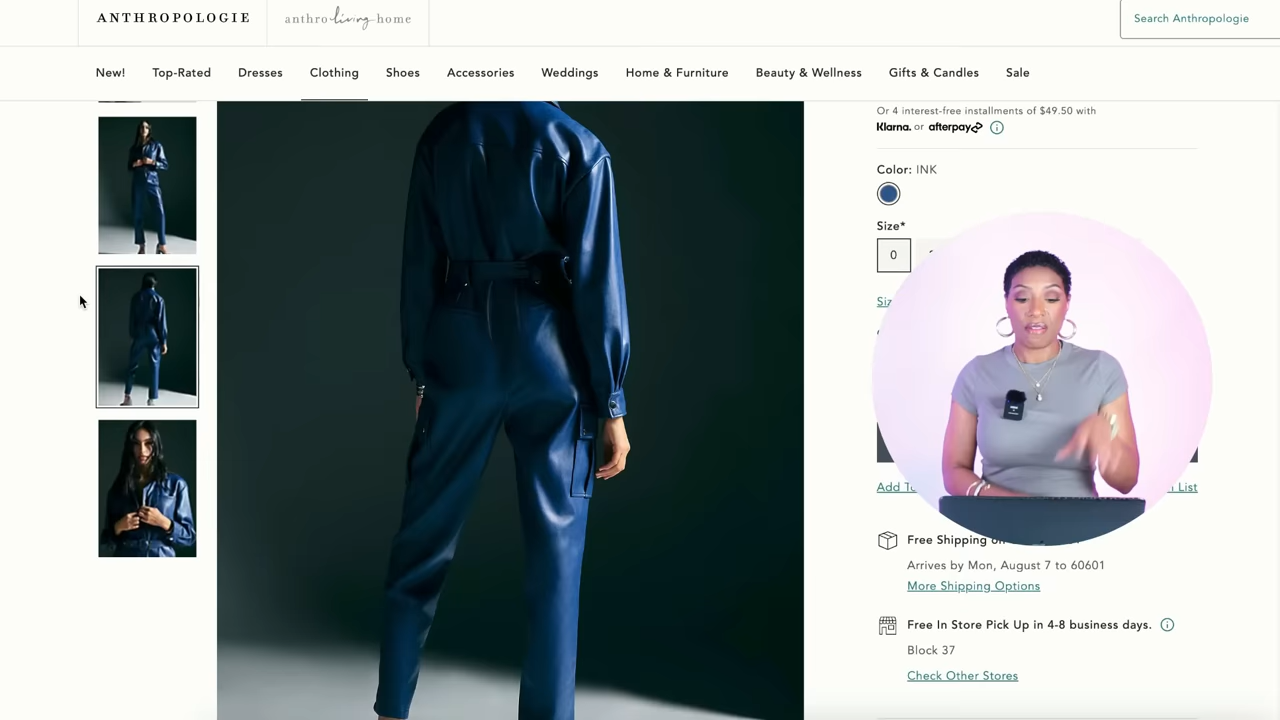 ANTHROPOLOGIE
anthro living home
Search Anthropologie
New!
Top-Rated
Dresses
Clothing
Shoes
Accessories
Weddings
Home & Furniture
Beauty & Wellness
Gifts & Candles
Sale
Or 4 interest-free installments of $49.50 with
Klarna. or afterpay
Color: INK
Size*
0
Add
List
Free Shipping
Arrives by Mon, August 7 to 60601
More Shipping Options
Free In Store Pick Up in 4-8 business days.
Block 37
Check Other Stores